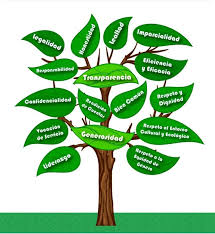 Legalidad
Honestidad
Lealtad
Imparcialidad
Responsabilidad
Transparencia
Eficiencia
y Eficacia
Confidencialidad
Rendición
de Cuentas
Bien Común
Respeto y
Dignidad
Vocación
de Servicio
Generosidad
Respeto al Entorno
Cultural y Ecológico
Liderazgo
Respeto a la
Equidad de
Género